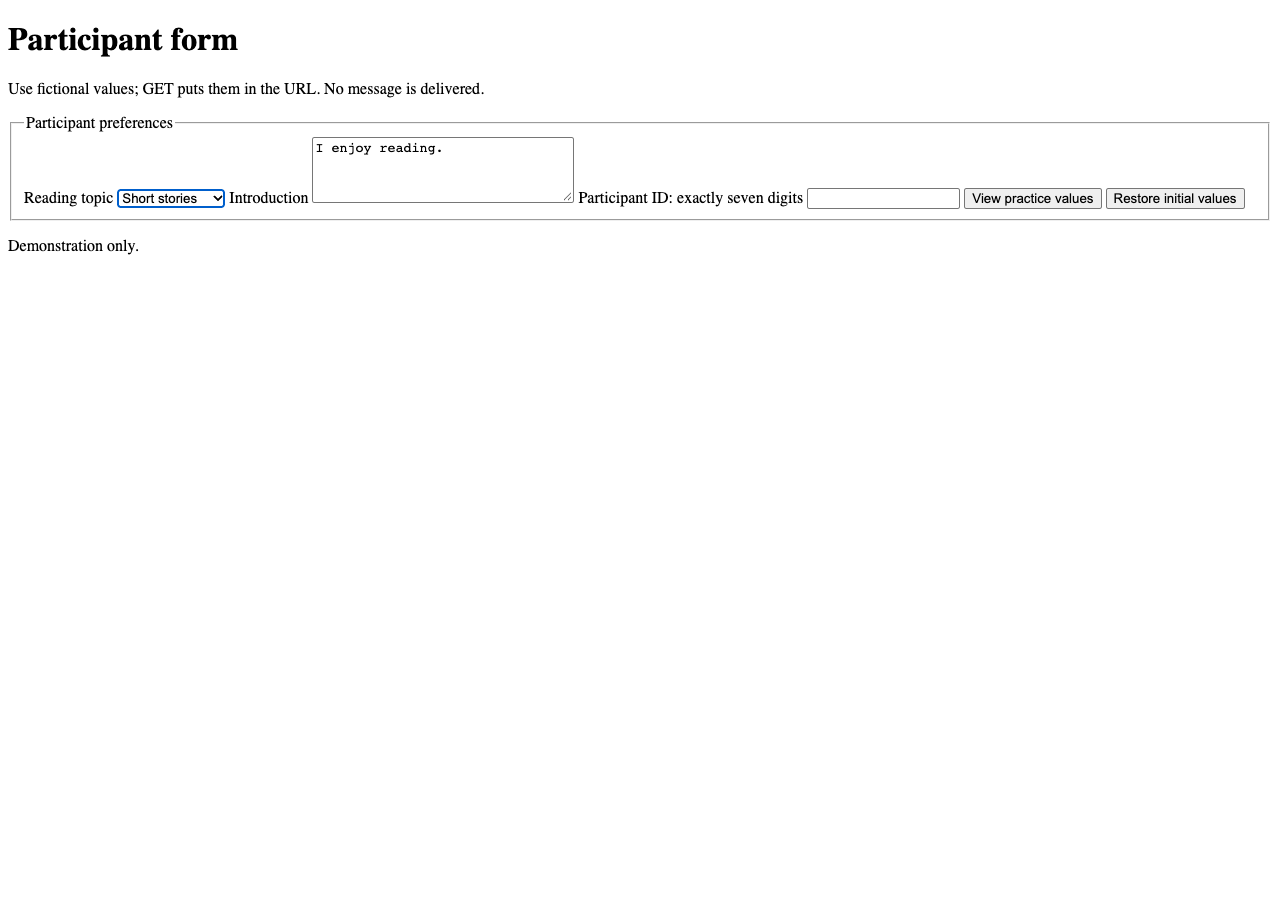 Participant form
Use fictional values; GET puts them in the URL. No message is delivered.
Participant preferences
I enjoy reading.
Reading topic Short stories Introduction Participant ID: exactly seven digits View practice values Restore initial values
Demonstration only.